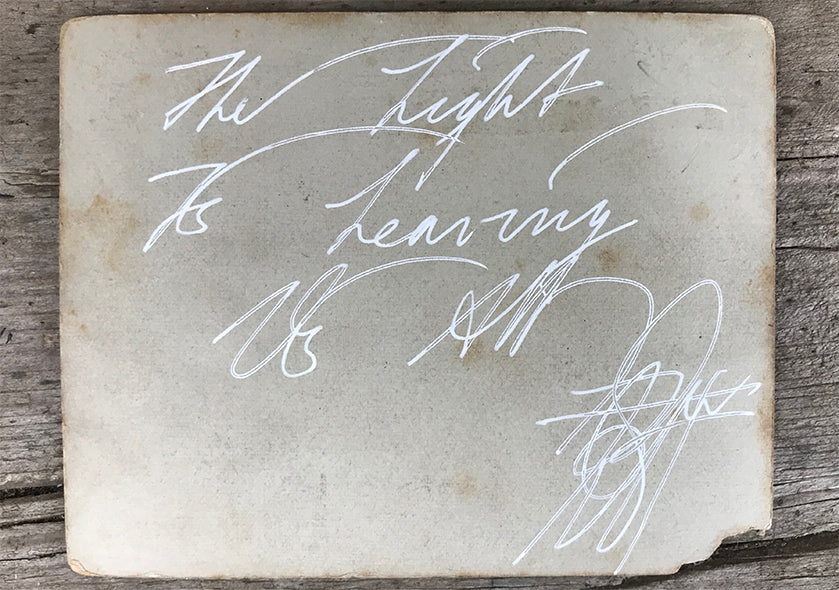 The Light
Is Leaving
Us All